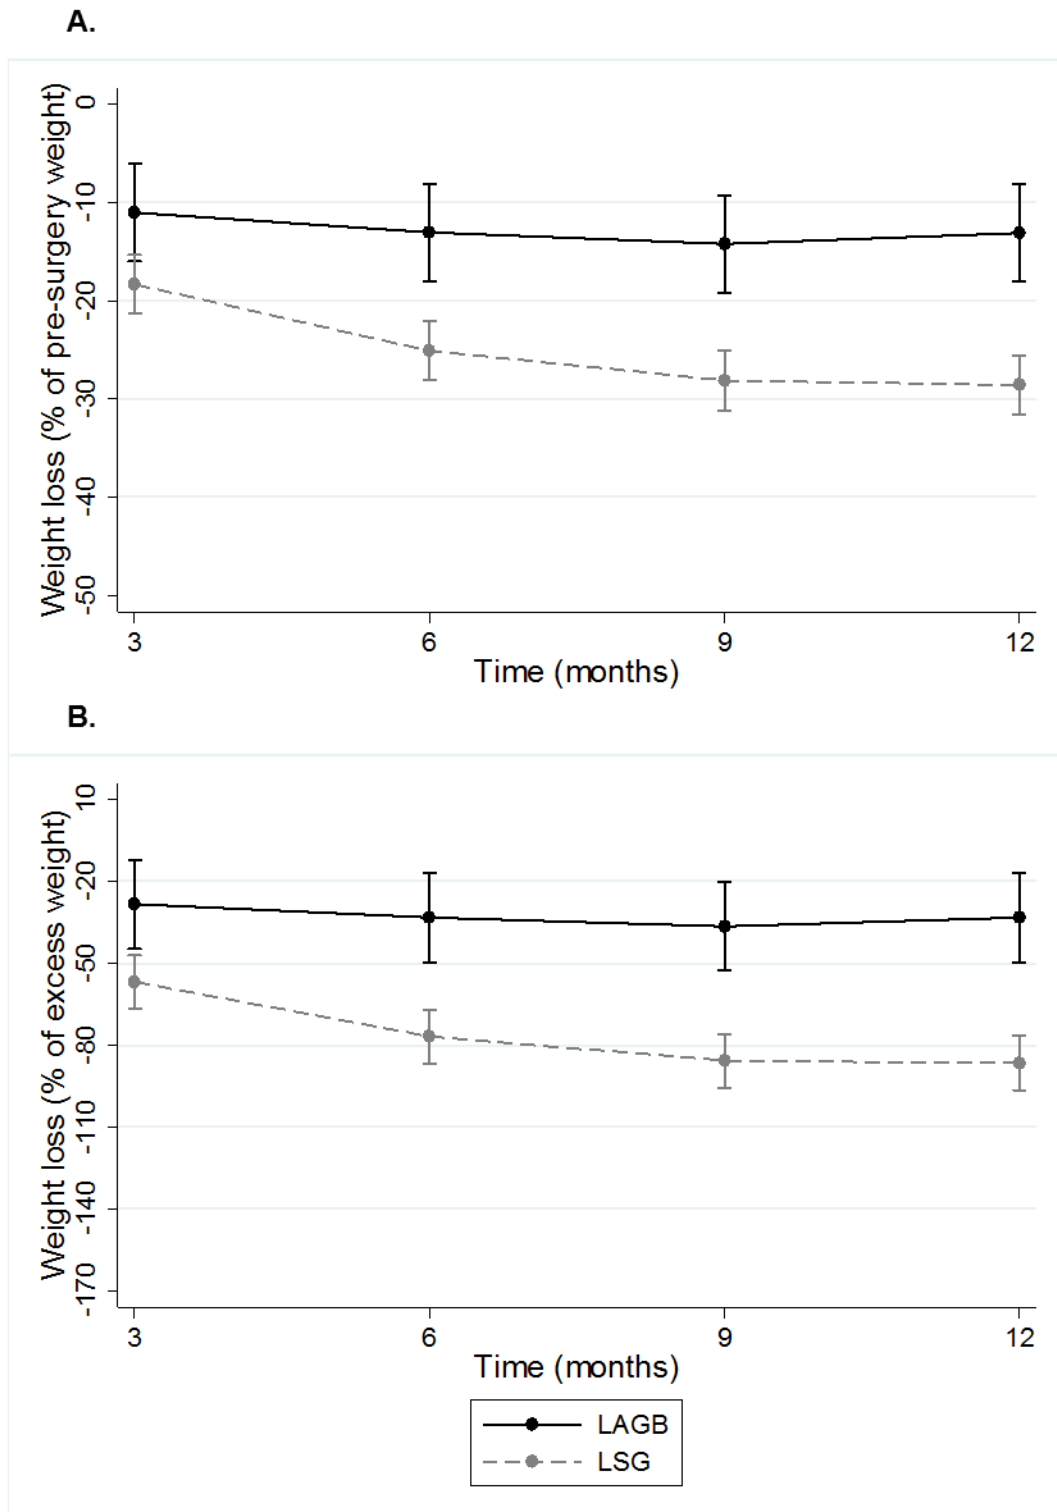 A.
Weight loss (% of pre-surgery weight)
0
-10
-20
-30
-40
-50
3 6 9 12
Time (months)
B.
Weight loss (% of excess weight)
10
-20
-50
-80
-110
-140
-170
3 6 9 12
Time (months)
LAGB
LSG